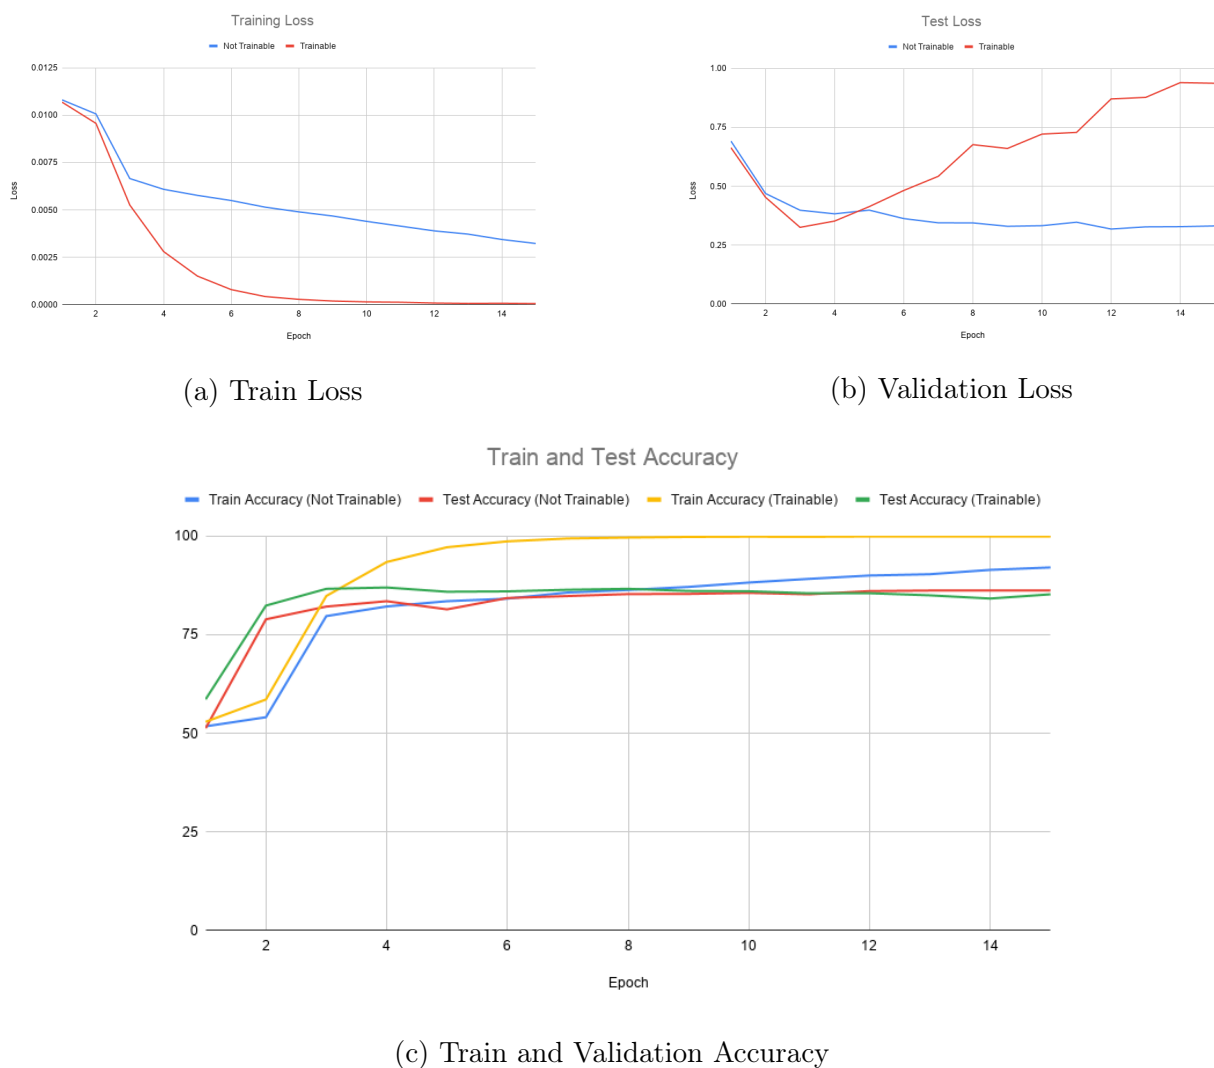 Training Loss
Not Trainable Trainable
0.0125
0.0100
0.0075
0.0050
0.0025
0.0000
Loss
2 4 6 8 10 12 14
Epoch
(a) Train Loss
Test Loss
Not Trainable Trainable
1.00
0.75
0.50
0.25
0.00
Loss
2 4 6 8 10 12 14
Epoch
(b) Validation Loss
Train and Test Accuracy
Train Accuracy (Not Trainable) Test Accuracy (Not Trainable) Train Accuracy (Trainable) Test Accuracy (Trainable)
100
75
50
25
0
2 4 6 8 10 12 14
Epoch
(c) Train and Validation Accuracy